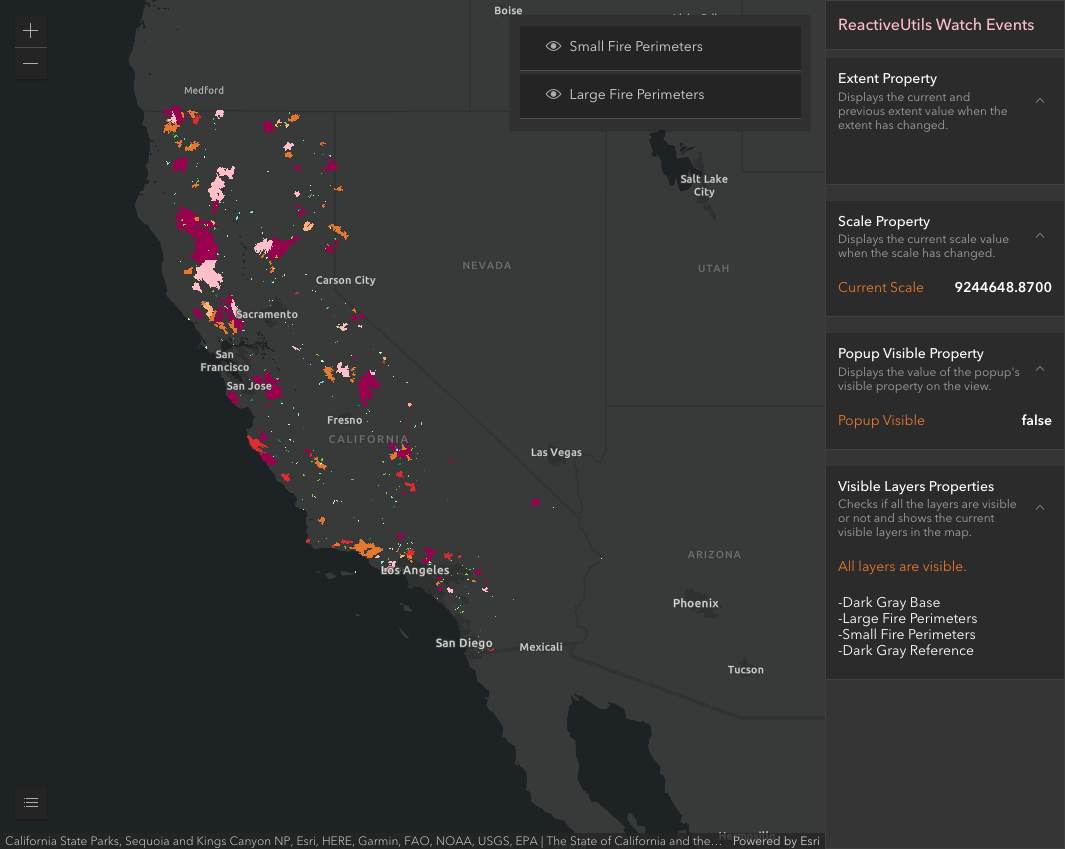 Boise
Small Fire Perimeters
Large Fire Perimeters
Medford
Salt Lake
City
NEVADA
UTAH
Carson City
Sacramento
San
Francisco
San Jose
Fresno
CALIFORNIA
Las Vegas
Los Angeles
ARIZONA
Phoenix
San Diego
Mexicali
Tucson
California State Parks, Sequoia and Kings Canyon NP, Esri, HERE, Garmin, FAO, NOAA, USGS, EPA | The State of California and the... Powered by Esri
ReactiveUtils Watch Events
Extent Property
Displays the current and
previous extent value when the
extent has changed.
Scale Property
Displays the current scale value
when the scale has changed.
Current Scale 9244648.8700
Popup Visible Property
Displays the value of the popup's
visible property on the view.
Popup Visible false
Visible Layers Properties
Checks if all the layers are visible
or not and shows the current
visible layers in the map.
All layers are visible.
-Dark Gray Base
-Large Fire Perimeters
-Small Fire Perimeters
-Dark Gray Reference